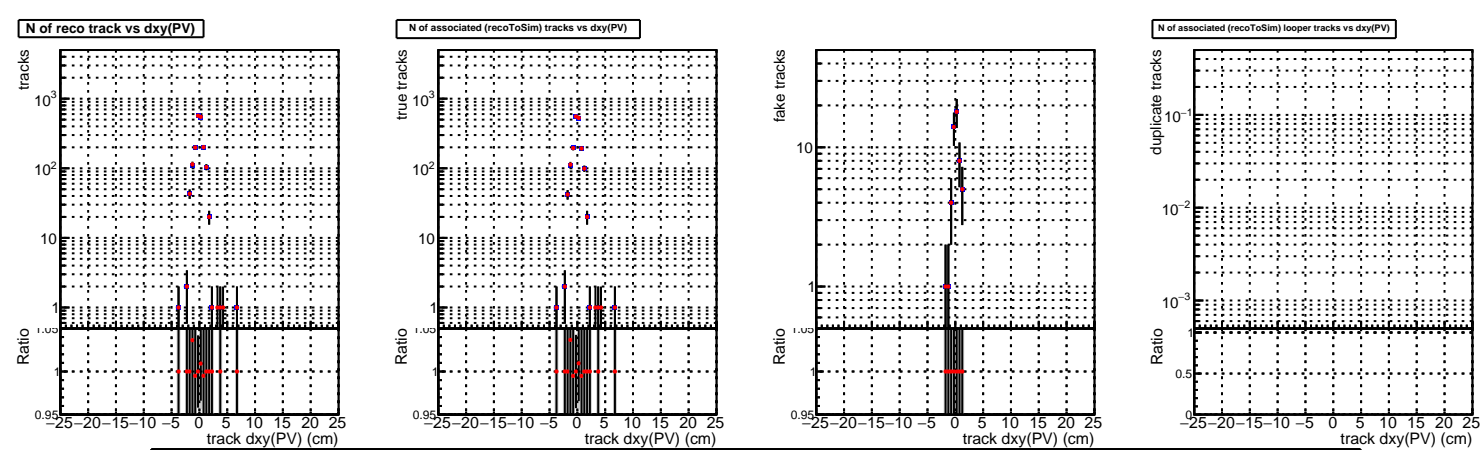 N of reco track vs dxy(PV)
tracks
10³
10²
10
1
Ratio
1.05
1
0.95
−25 −20 −15 −10 −5 0 5 10 15 20 25
track dxy(PV) (cm)
N of associated (recoToSim) tracks vs dxy(PV)
true tracks
10³
10²
10
1
Ratio
1.05
1
0.95
−25 −20 −15 −10 −5 0 5 10 15 20 25
track dxy(PV) (cm)
fake tracks
10
1
Ratio
1.05
1
0.95
−25 −20 −15 −10 −5 0 5 10 15 20 25
track dxy(PV) (cm)
N of associated (recoToSim) looper tracks vs dxy(PV)
duplicate tracks
10⁻¹
10⁻²
10⁻³
Ratio
1
0.5
0
−25 −20 −15 −10 −5 0 5 10 15 20 25
track dxy(PV) (cm)